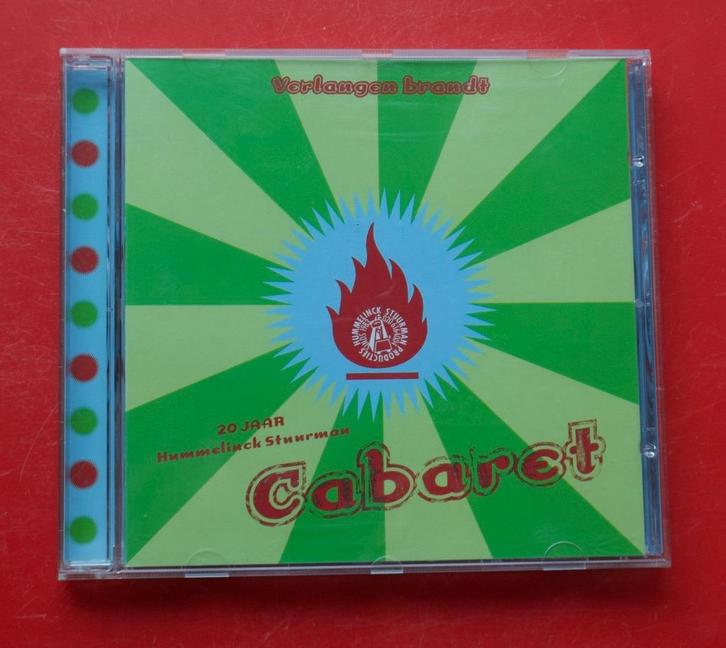 Verlangen brandt
HUMMELINCK STUURMAN PRODUCTIES
20 JAAR
Hummelinck Stuurman
Cabaret